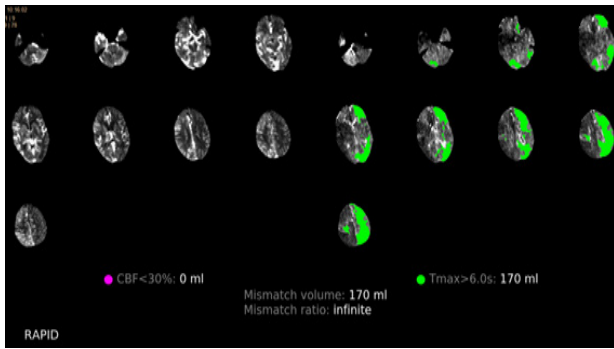 CBF<30%: 0 ml
Tmax>6.0s: 170 ml
Mismatch volume: 170 ml
Mismatch ratio: infinite
RAPID